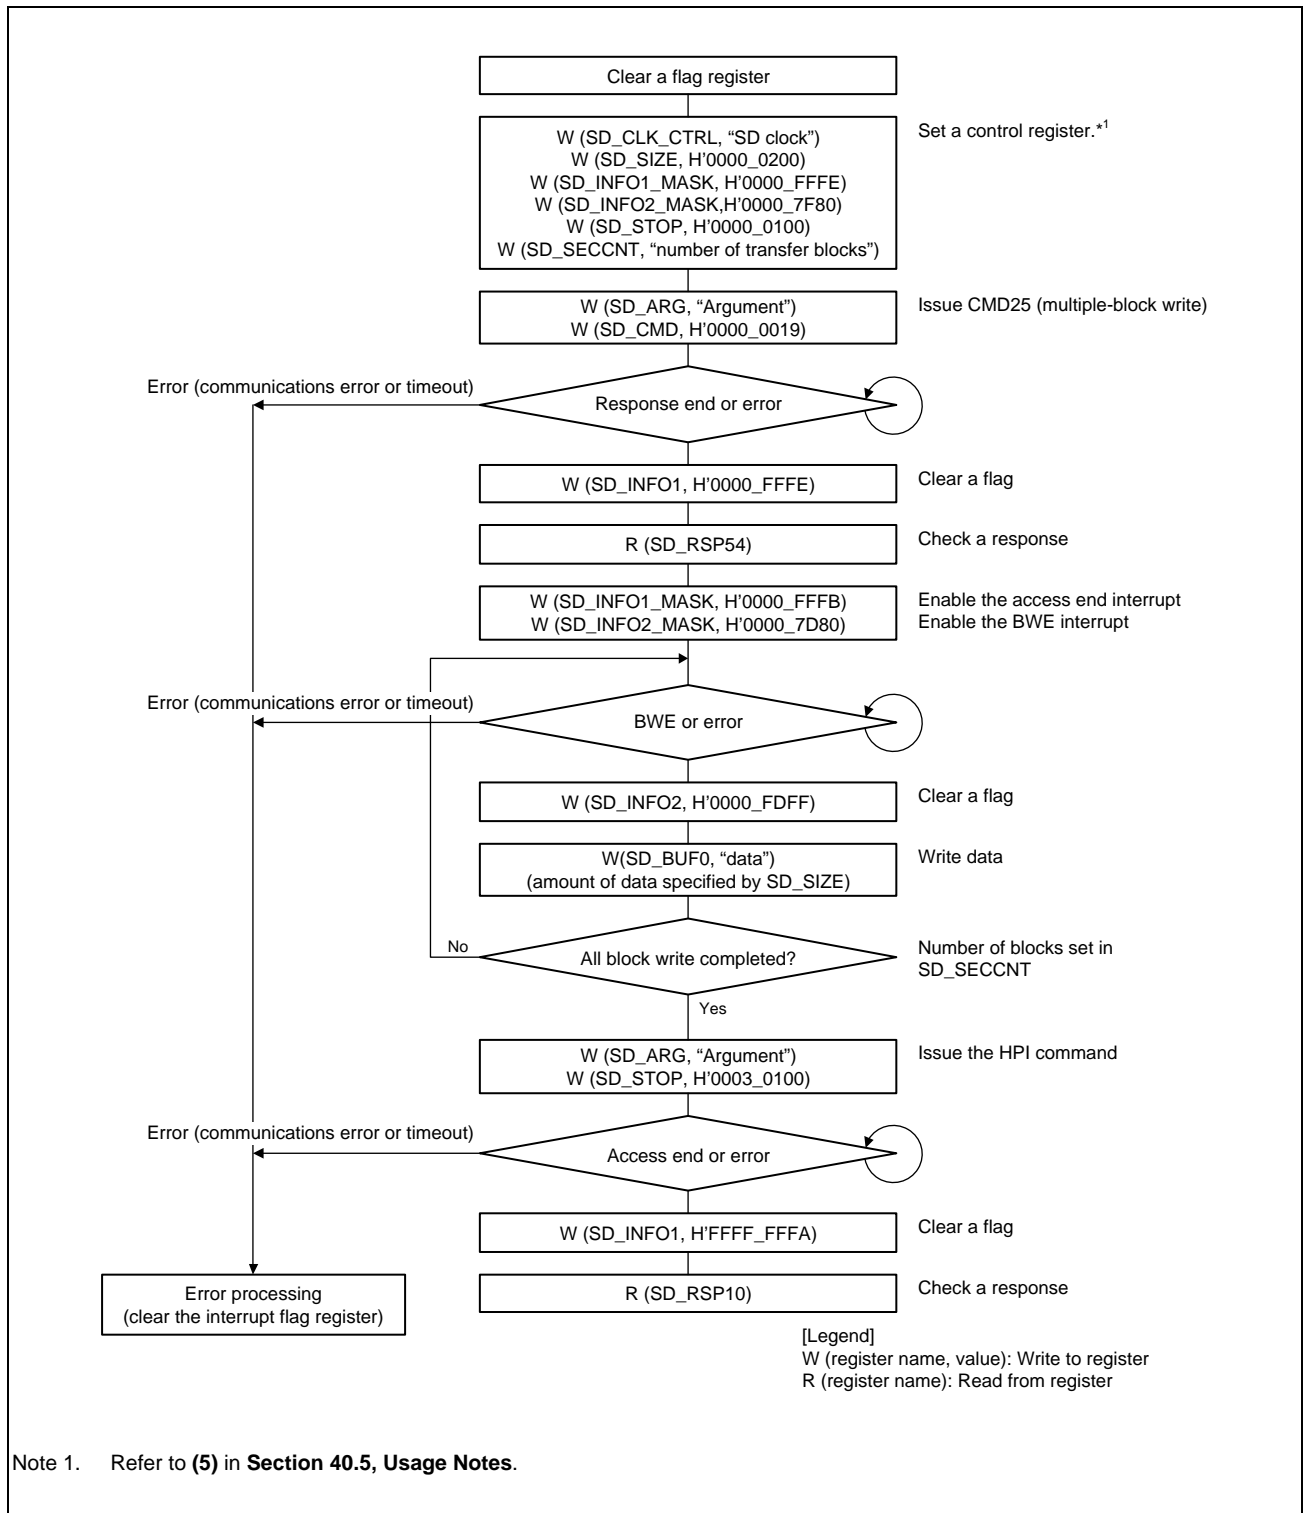 Clear a flag register
W (SD_CLK_CTRL, “SD clock”)
W (SD_SIZE, H’0000_0200)
W (SD_INFO1_MASK, H’0000_FFFE)
W (SD_INFO2_MASK,H’0000_7F80)
W (SD_STOP, H’0000_0100)
W (SD_SECCNT, “number of transfer blocks”)
Set a control register.*1
W (SD_ARG, “Argument”)
W (SD_CMD, H’0000_0019)
Issue CMD25 (multiple-block write)
Error (communications error or timeout)
Response end or error
W (SD_INFO1, H’0000_FFFE)
Clear a flag
R (SD_RSP54)
Check a response
W (SD_INFO1_MASK, H’0000_FFFB)
W (SD_INFO2_MASK, H’0000_7D80)
Enable the access end interrupt
Enable the BWE interrupt
Error (communications error or timeout)
BWE or error
W (SD_INFO2, H’0000_FDFF)
Clear a flag
W(SD_BUF0, “data”)
(amount of data specified by SD_SIZE)
Write data
No
All block write completed?
Number of blocks set in
SD_SECCNT
Yes
W (SD_ARG, “Argument”)
W (SD_STOP, H’0003_0100)
Issue the HPI command
Error (communications error or timeout)
Access end or error
W (SD_INFO1, H’FFFF_FFFA)
Clear a flag
Error processing
(clear the interrupt flag register)
R (SD_RSP10)
Check a response
[Legend]
W (register name, value): Write to register
R (register name): Read from register
Note 1. Refer to (5) in Section 40.5, Usage Notes.